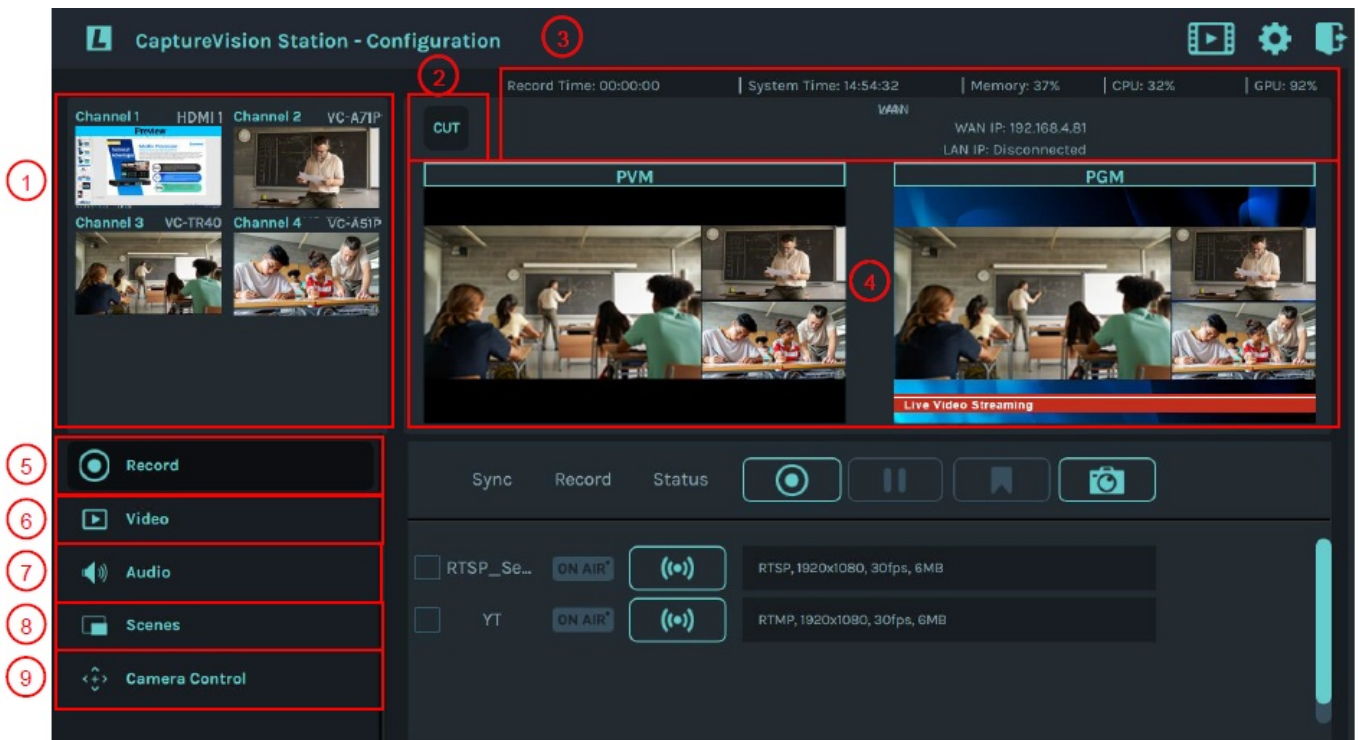 L CaptureVision Station - Configuration 3
2
Record Time: 00:00:00 System Time: 14:54:32 Memory: 37% CPU: 32% GPU: 92%
CUT
WAN IP: 192.168.4.81
LAN IP: Disconnected
1
Channel 1 HDMI 1 Channel 2 VC-A71P
Preview
Channel 3 VC-TR40 Channel 4 VC-A51P
PVM PGM
4
Live Video Streaming
5 Record
6 Video
7 Audio
8 Scenes
9 Camera Control
Sync Record Status
RTSP_Se... ON AIR RTSP, 1920x1080, 30fps, 6MB
YT ON AIR RTMP, 1920x1080, 30fps, 6MB